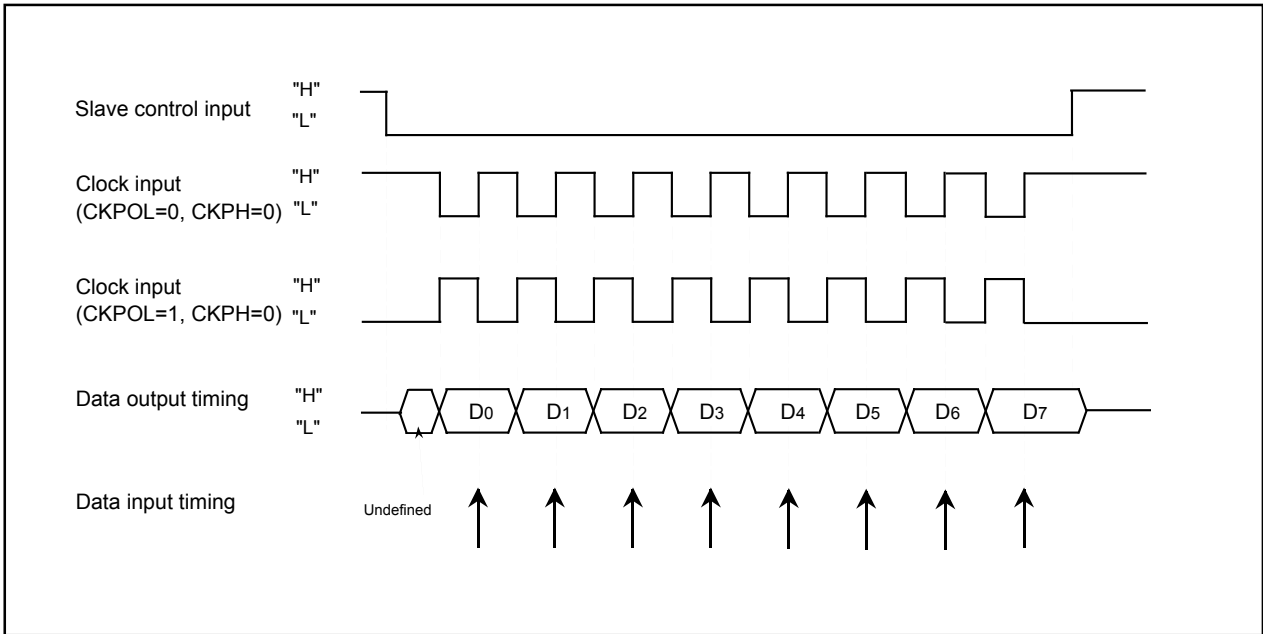 Slave control input "H"
"L"
Clock input "H"
(CKPOL=0, CKPH=0) "L"
Clock input "H"
(CKPOL=1, CKPH=0) "L"
Data output timing "H"
"L"
D0 D1 D2 D3 D4 D5 D6 D7
Data input timing
Undefined